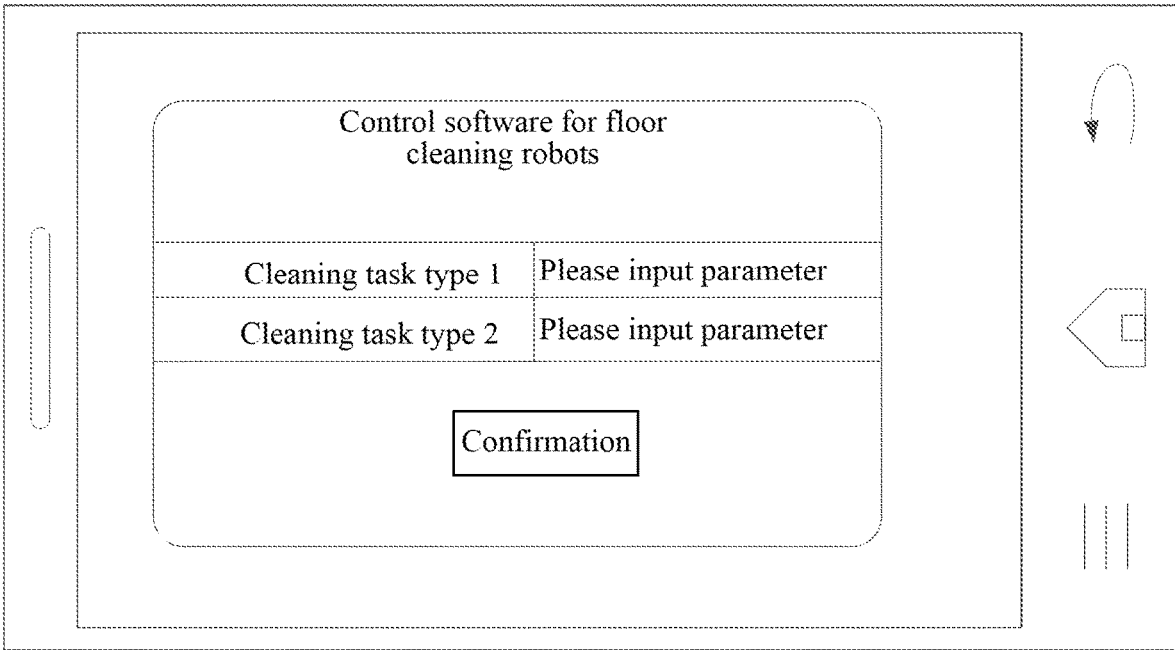 Control software for floor
cleaning robots
Cleaning task type 1 Please input parameter
Cleaning task type 2 Please input parameter
Confirmation